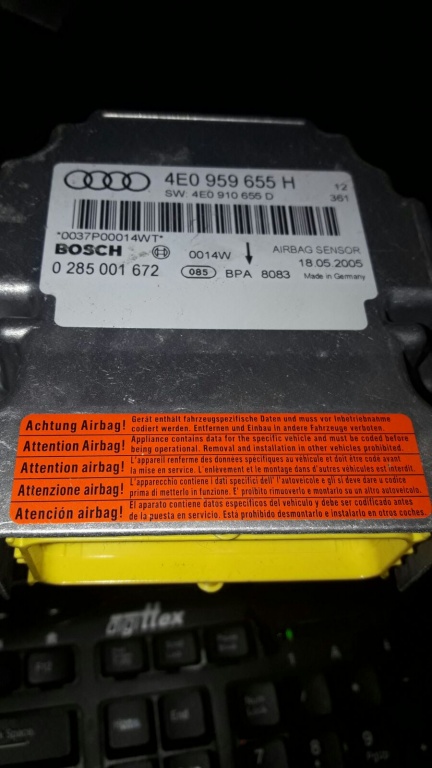 4E0 959 655 H
SW: 4E0 910 655 D
12
361
*0037P00014WT*
BOSCH
0 285 001 672
0014W
085
BPA 8083
AIRBAG SENSOR
18.05.2005
Made in Germany
Achtung Airbag! Gerät enthält fahrzeugspezifische Daten und muss vor Inbetriebnahme
codiert werden. Entfernen und Einbau in andere Fahrzeuge verboten.
Attention Airbag! Appliance contains data for the specific vehicle and must be coded before
being operational. Removal and installation in other vehicles prohibited.
Attention airbag! L'appareil renferme des données spécifiques au véhicule et doit être codé avant
la mise en service. L'enlèvement et le montage dans d'autres véhicules est interdit.
Attenzione airbag! L'apparecchio contiene i dati specifici dell' autoveicolo e gli si deve dare u codice
prima di metterlo in funzione. E' proibito rimuoverlo e montarlo su un altro autoveicolo.
Atención airbag! El aparato contiene datos específicos del vehículo y debe ser codificado antes
de la puesta en servicio. Esta prohibido desmontarlo e instalarlo en otros coches.
End